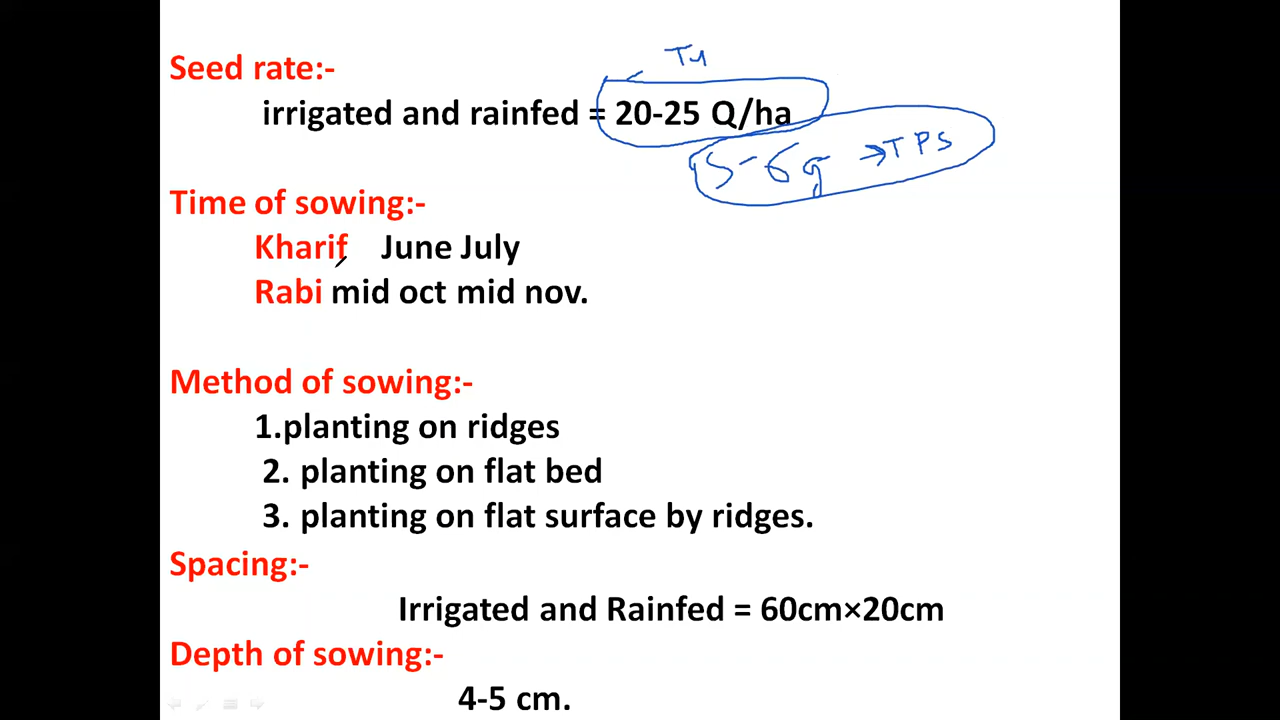 Tu
Seed rate:-
irrigated and rainfed = 20-25 Q/ha
5-6g →TPS
Time of sowing:-
Kharif June July
Rabi mid oct mid nov.
Method of sowing:-
1.planting on ridges
2. planting on flat bed
3. planting on flat surface by ridges.
Spacing:-
Irrigated and Rainfed = 60cm×20cm
Depth of sowing:-
4-5 cm.